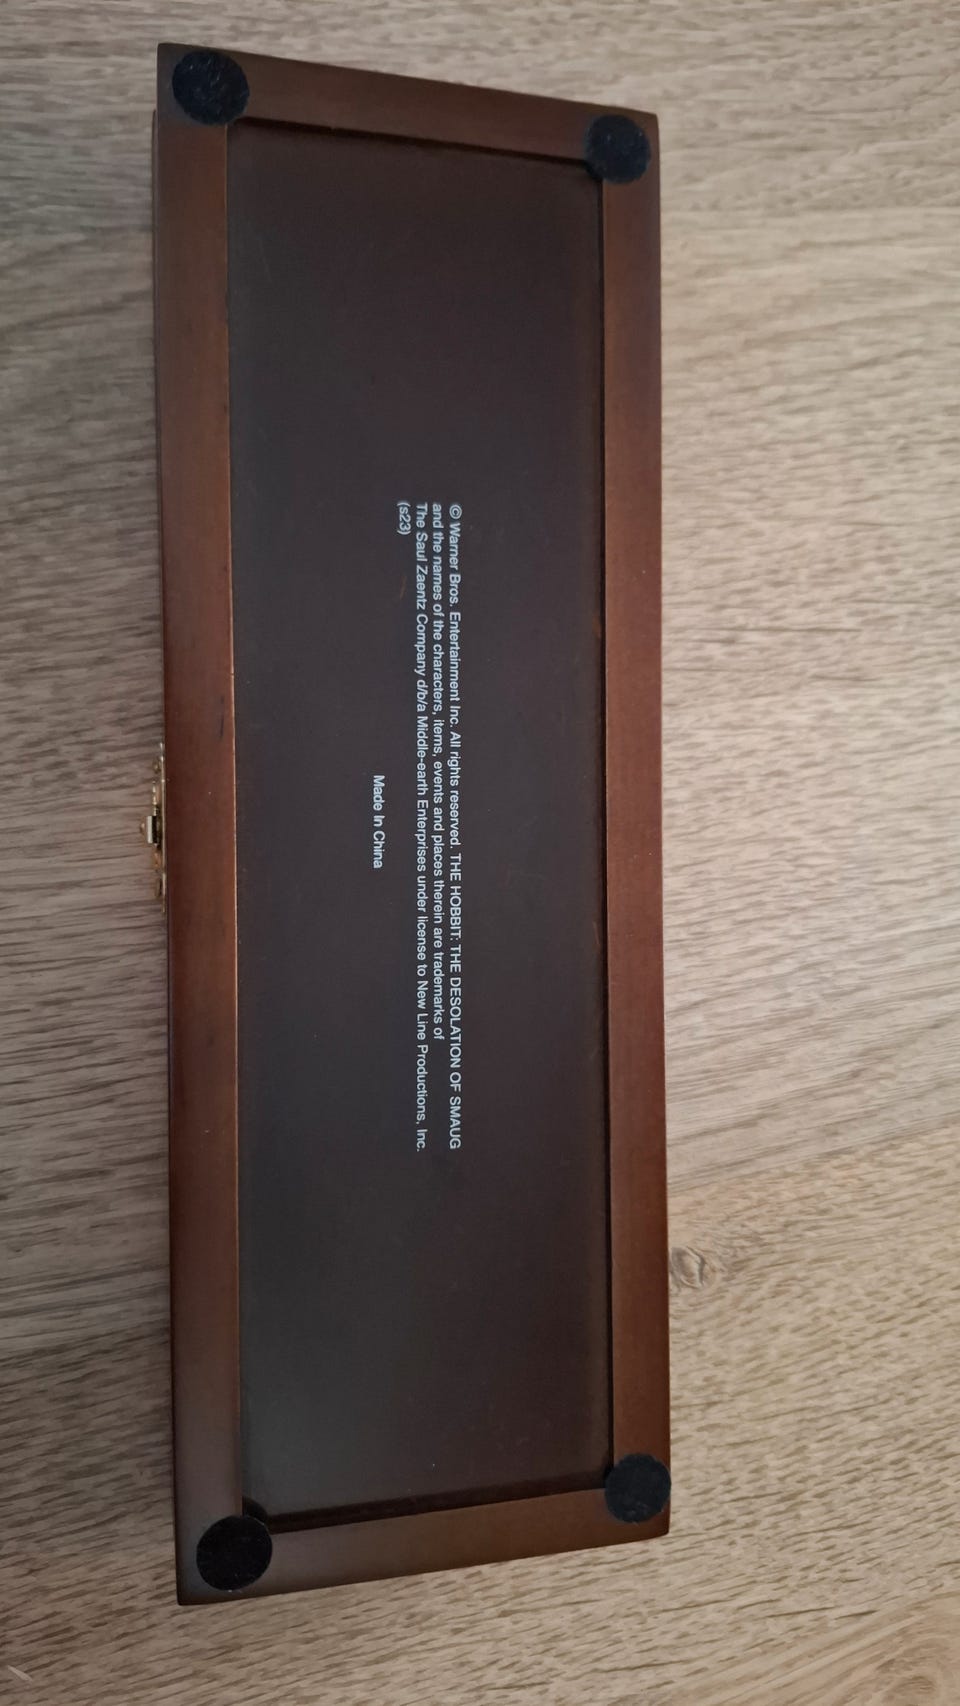 © Warner Bros. Entertainment Inc. All rights reserved. THE HOBBIT: THE DESOLATION OF SMAUG
and the names of the characters, items, events and places therein are trademarks of
The Saul Zaentz Company d/b/a Middle-earth Enterprises under license to New Line Productions, Inc.
(s23)
Made In China